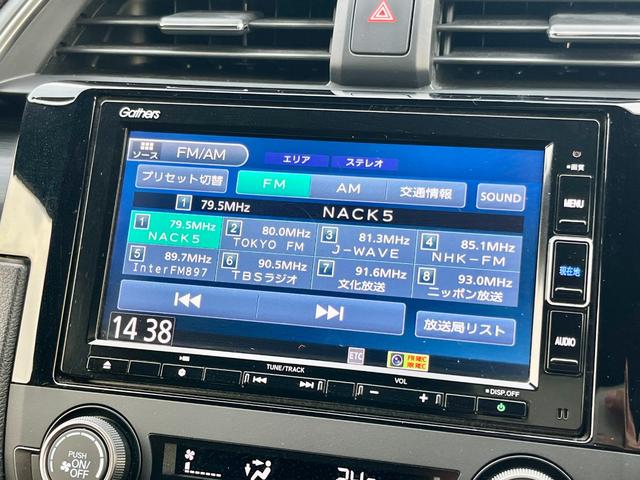 Gathers
ソース FM/AM エリア ステレオ
プリセット切替 FM AM 交通情報 SOUND
1 79.5MHz NACK5
1 79.5MHz 2 80.0MHz 3 81.3MHz 4 85.1MHz
NACK5 TOKYO FM J-WAVE NHK-FM
5 89.7MHz 6 90.5MHz 7 91.6MHz 8 93.0MHz
InterFM897 TBSラジオ 文化放送 ニッポン放送
放送局リスト
14 38
ETC
画質
MENU
現在地
AUDIO
TUNE/TRACK VOL DISP.OFF
PUSH
ON/
OFF